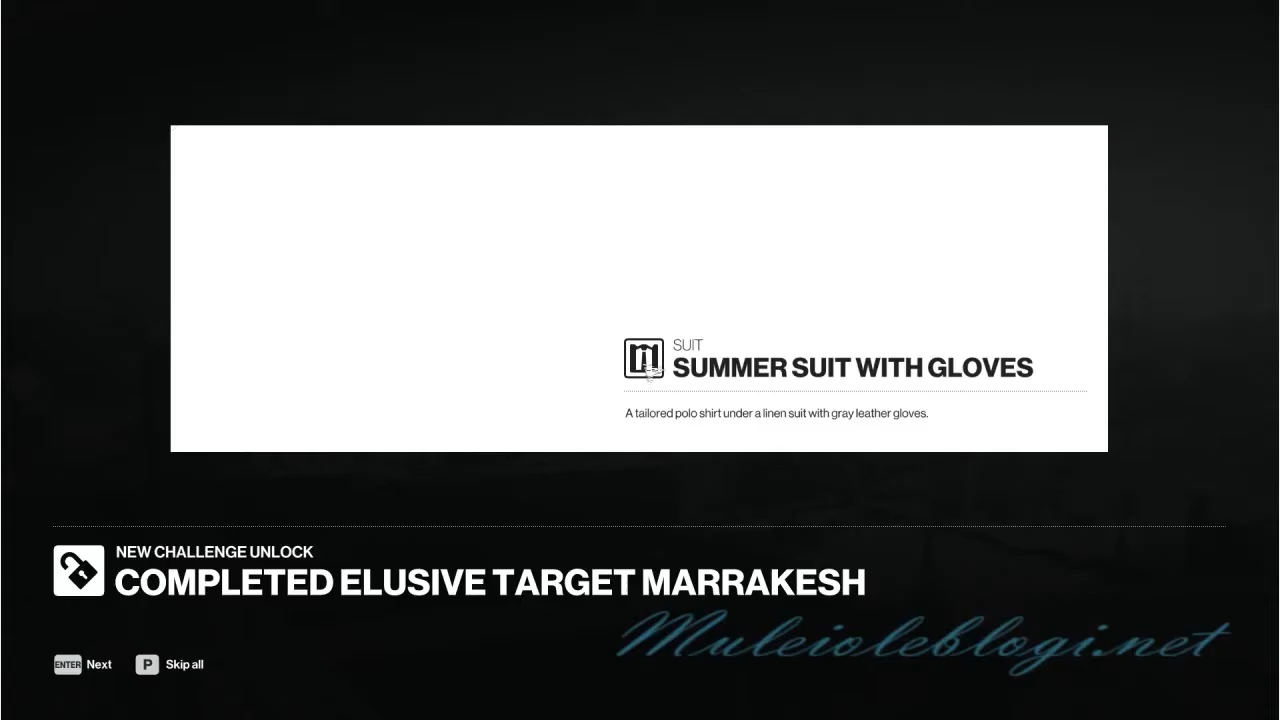 SUIT
SUMMER SUIT WITH GLOVES
A tailored polo shirt under a linen suit with gray leather gloves.
NEW CHALLENGE UNLOCK
COMPLETED ELUSIVE TARGET MARRAKESH
Muleioleblogi.net
ENTER Next P Skip all